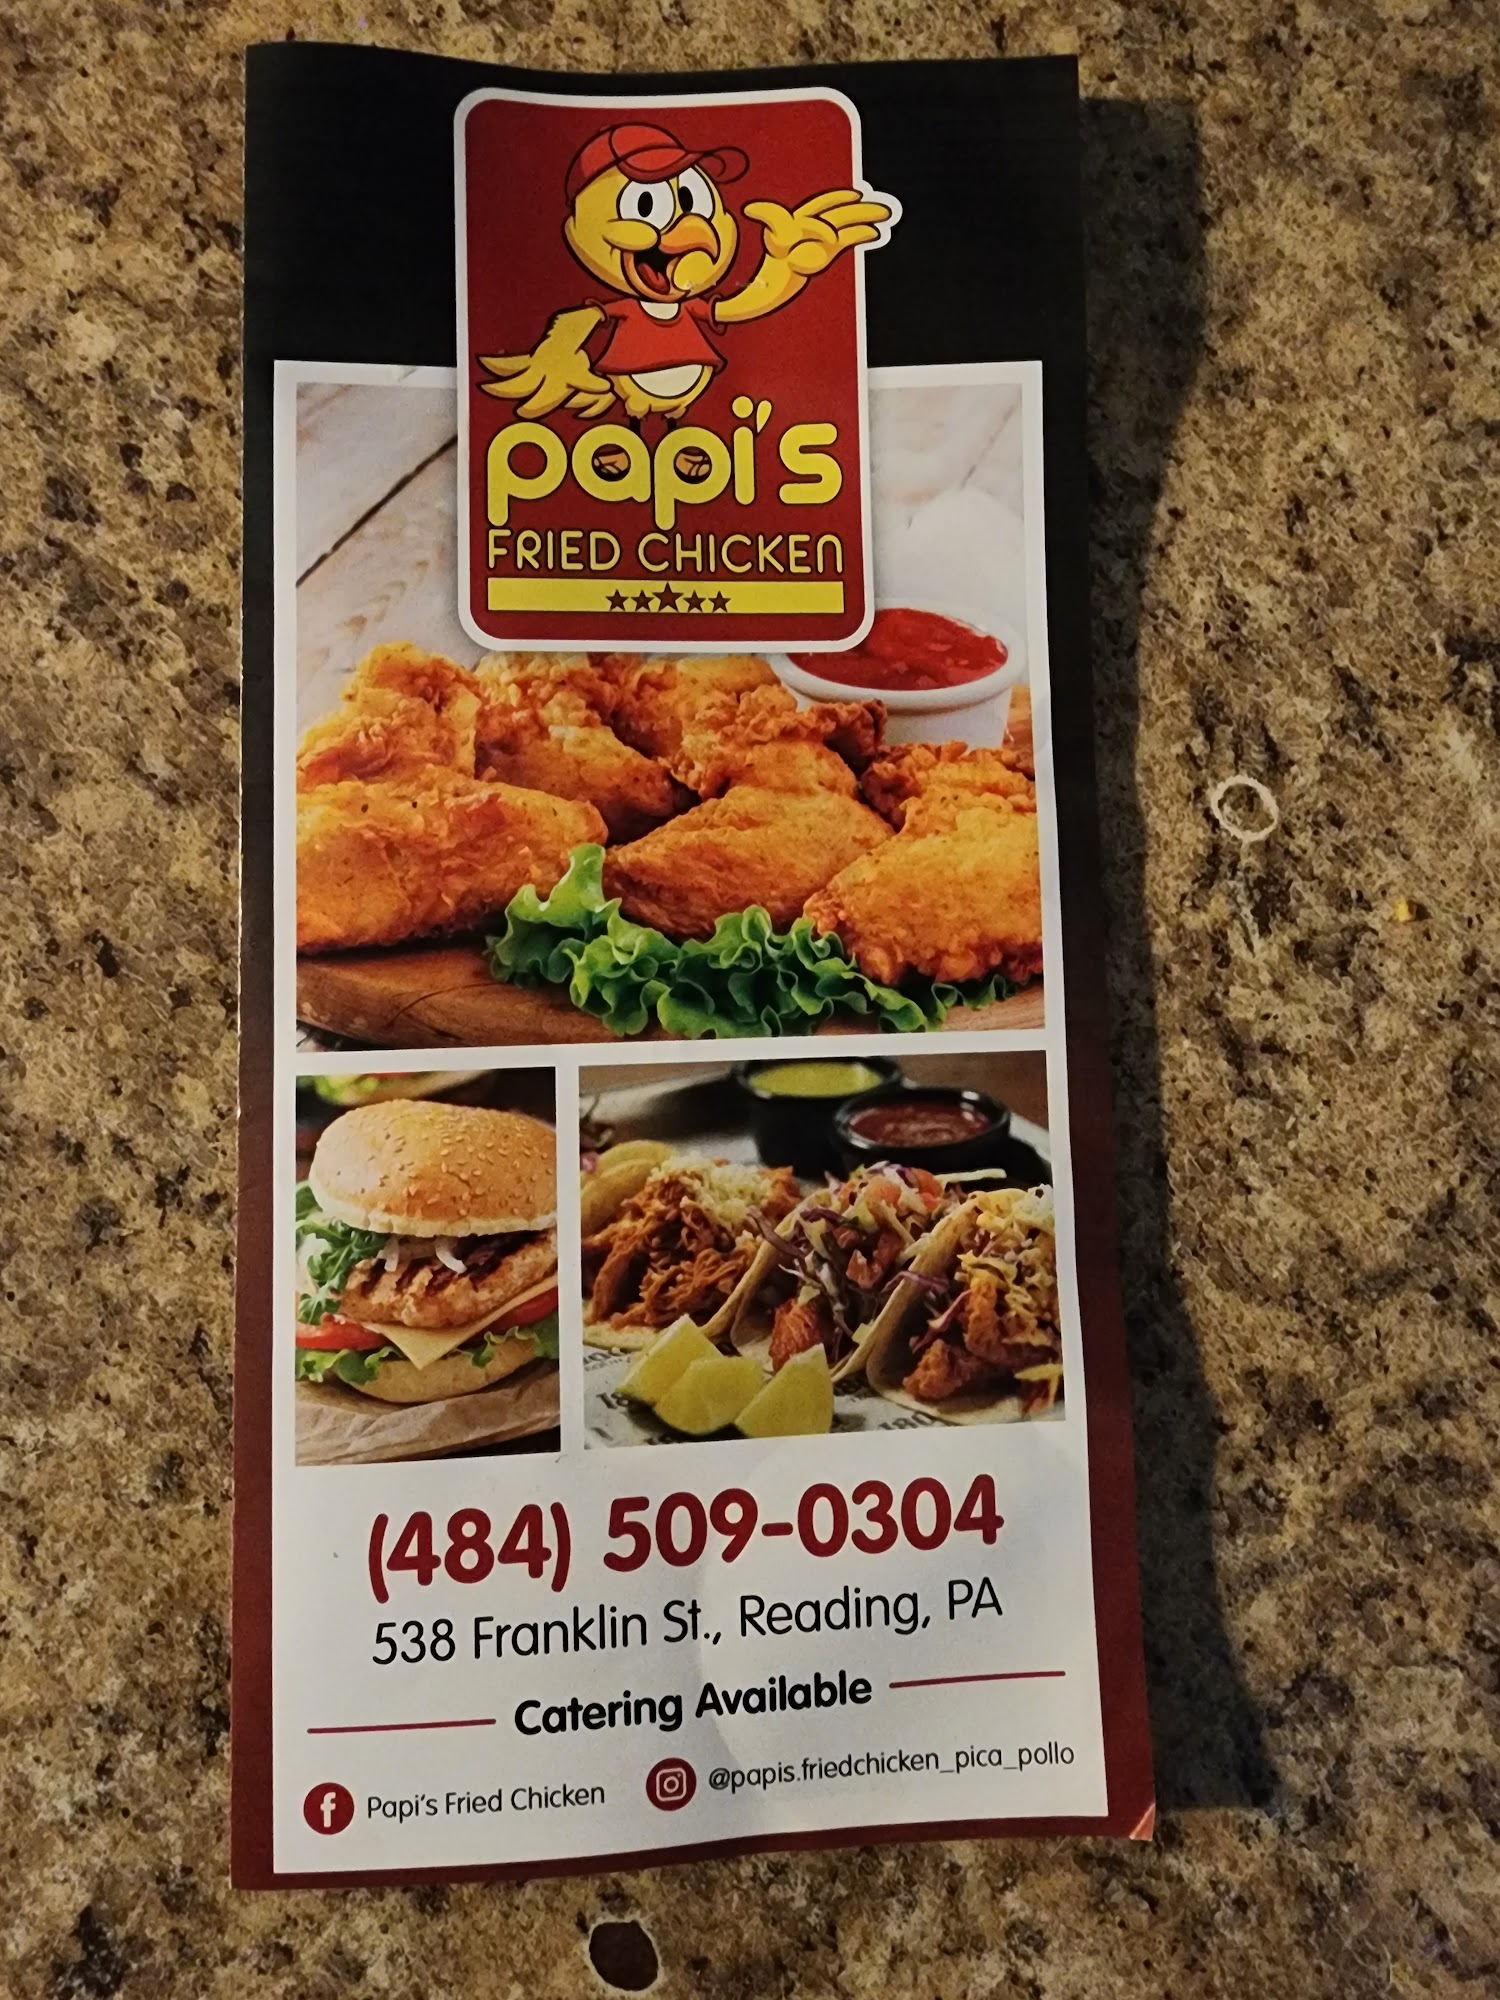 papi's
FRIED CHICKEN
(484) 509-0304
538 Franklin St., Reading, PA
Catering Available
Papi's Fried Chicken
@papis.friedchicken_pica_pollo